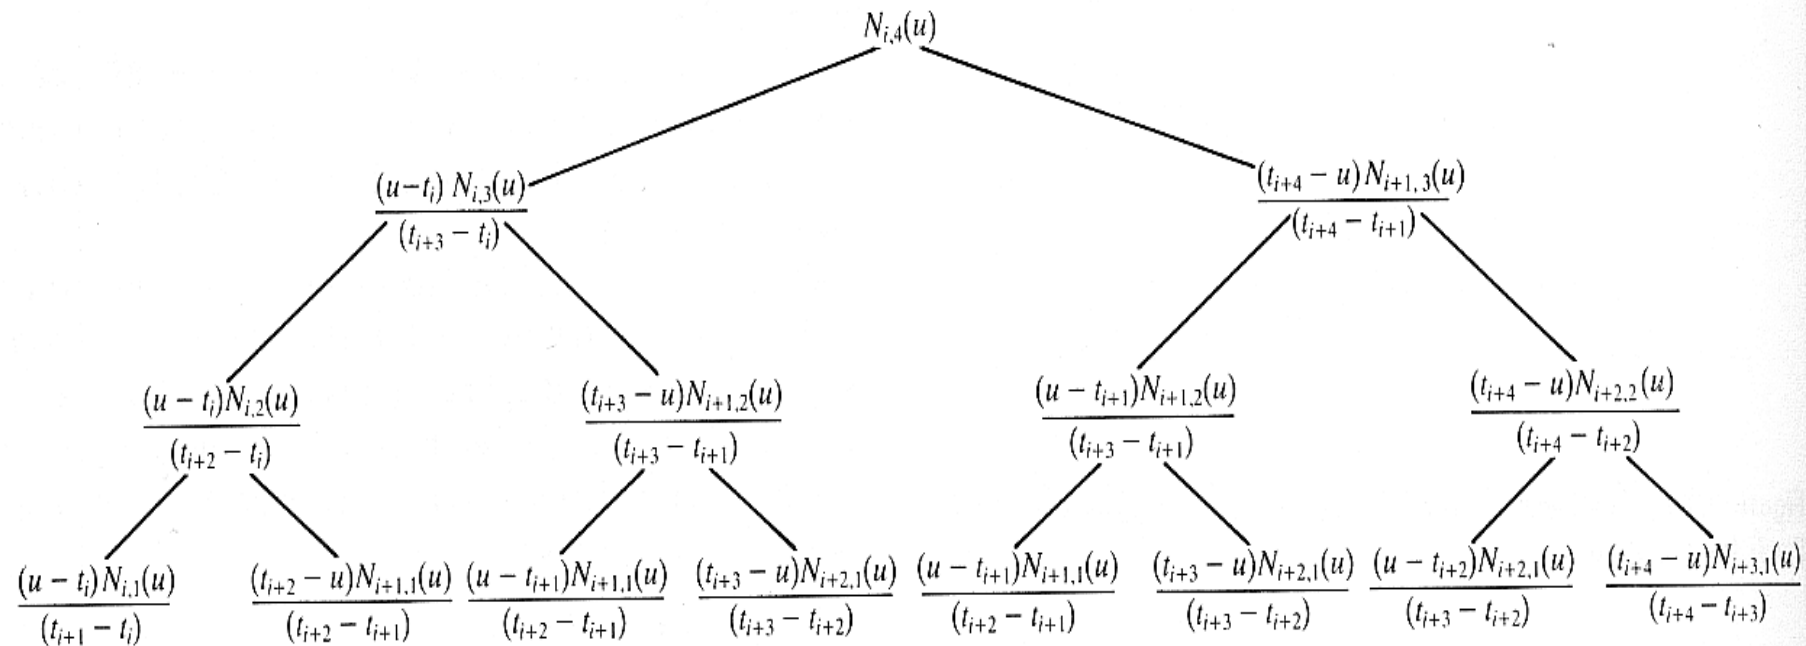 N_{i,4}(u)
(u−t_i) N_{i,3}(u) / (t_{i+3} − t_i)
(t_{i+4} − u)N_{i+1,3}(u) / (t_{i+4} − t_{i+1})
(u − t_i)N_{i,2}(u) / (t_{i+2} − t_i)
(t_{i+3} − u)N_{i+1,2}(u) / (t_{i+3} − t_{i+1})
(u − t_{i+1})N_{i+1,2}(u) / (t_{i+3} − t_{i+1})
(t_{i+4} − u)N_{i+2,2}(u) / (t_{i+4} − t_{i+2})
(u − t_i)N_{i,1}(u) / (t_{i+1} − t_i)
(t_{i+2} − u)N_{i+1,1}(u) / (t_{i+2} − t_{i+1})
(u − t_{i+1})N_{i+1,1}(u) / (t_{i+2} − t_{i+1})
(t_{i+3} − u)N_{i+2,1}(u) / (t_{i+3} − t_{i+2})
(u − t_{i+1})N_{i+1,1}(u) / (t_{i+2} − t_{i+1})
(t_{i+3} − u)N_{i+2,1}(u) / (t_{i+3} − t_{i+2})
(u − t_{i+2})N_{i+2,1}(u) / (t_{i+3} − t_{i+2})
(t_{i+4} − u)N_{i+3,1}(u) / (t_{i+4} − t_{i+3})